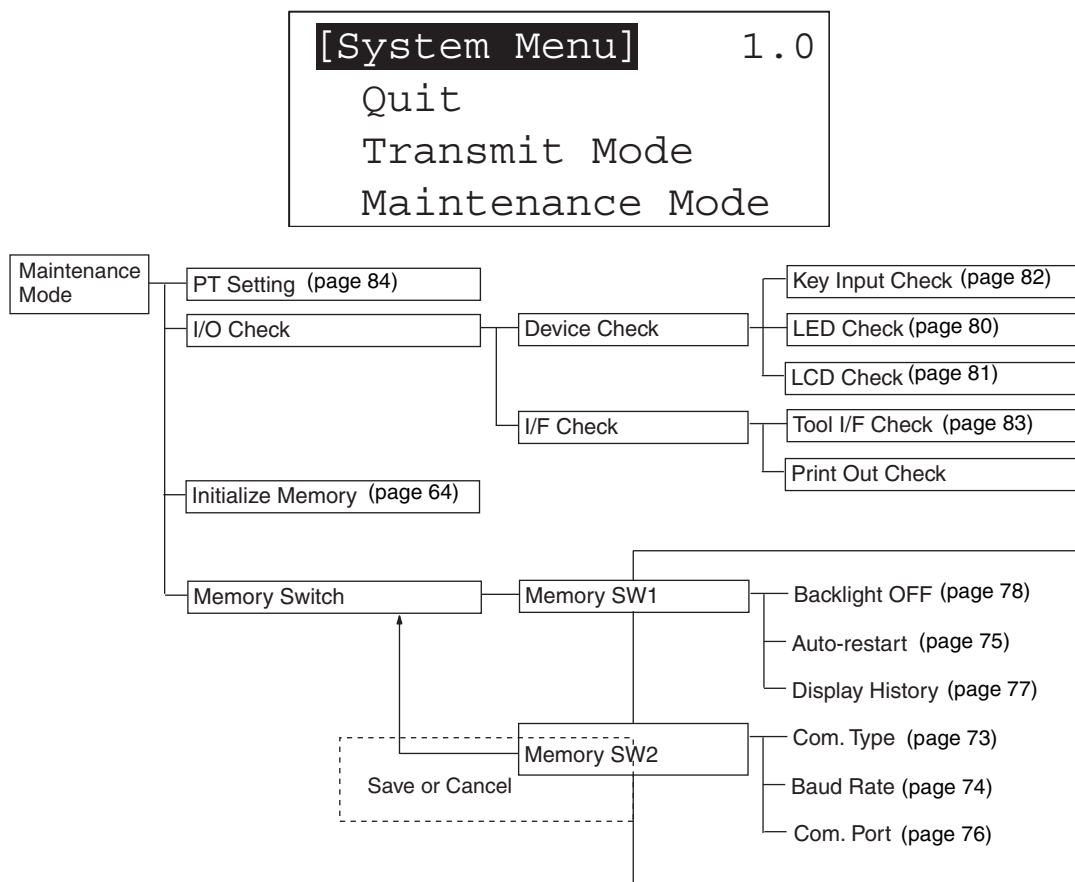 [System Menu] 1.0
Quit
Transmit Mode
Maintenance Mode
Maintenance
Mode
PT Setting (page 84)
I/O Check
Initialize Memory (page 64)
Memory Switch
Device Check
I/F Check
Key Input Check (page 82)
LED Check (page 80)
LCD Check (page 81)
Tool I/F Check (page 83)
Print Out Check
Memory SW1
Backlight OFF (page 78)
Auto-restart (page 75)
Display History (page 77)
Memory SW2
Save or Cancel
Com. Type (page 73)
Baud Rate (page 74)
Com. Port (page 76)